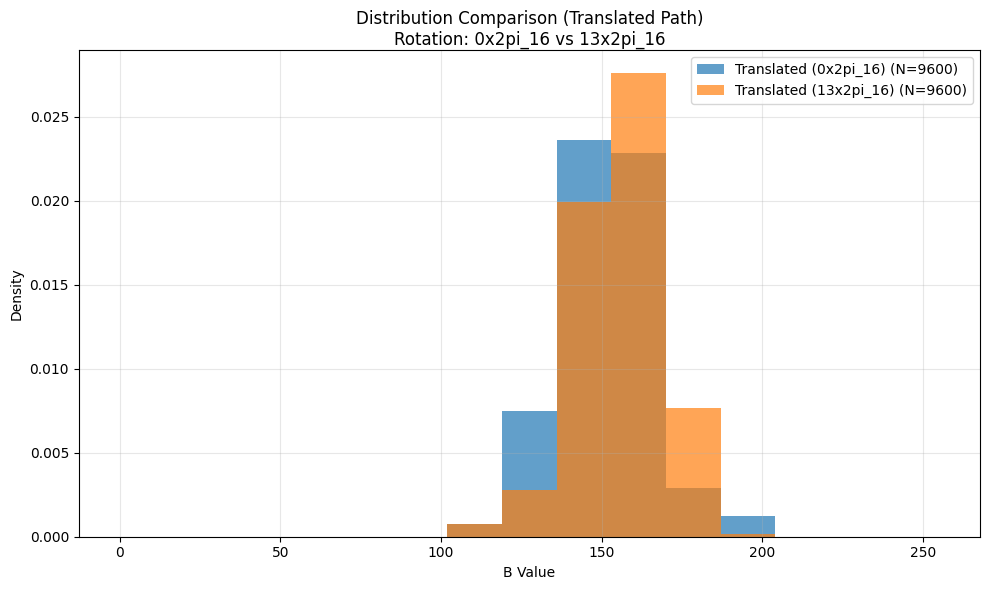 Distribution Comparison (Translated Path)
Rotation: 0x2pi_16 vs 13x2pi_16
Translated (0x2pi_16) (N=9600)
Translated (13x2pi_16) (N=9600)
Density
0.025
0.020
0.015
0.010
0.005
0.000
0 50 100 150 200 250
B Value